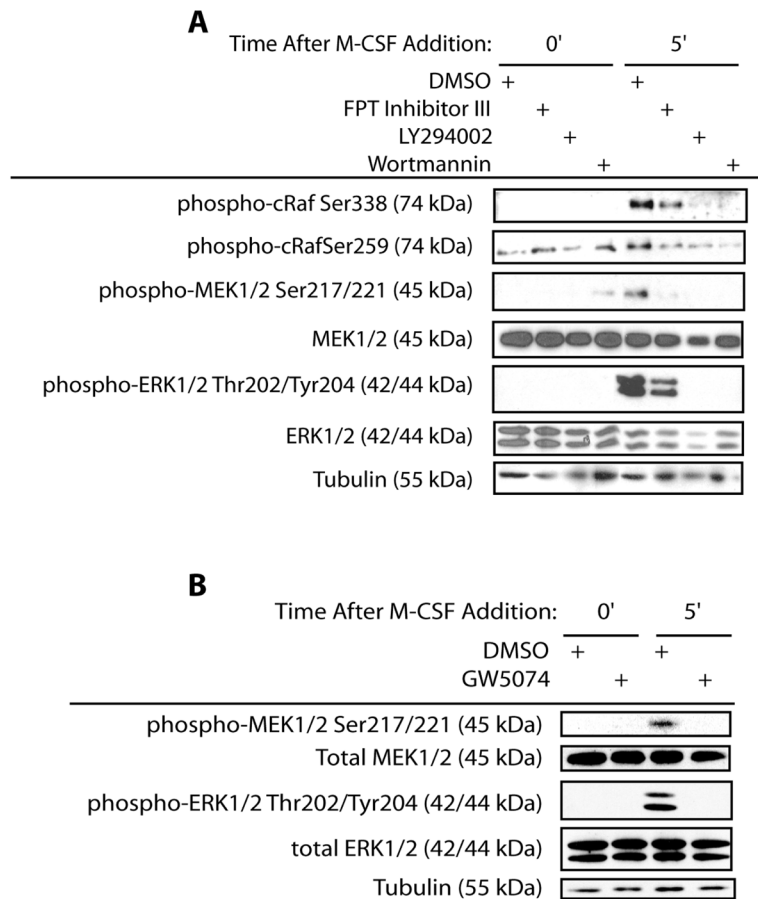 A
Time After M-CSF Addition: 0' 5'
DMSO + +
FPT Inhibitor III + +
LY294002 + +
Wortmannin + +
phospho-cRaf Ser338 (74 kDa)
phospho-cRafSer259 (74 kDa)
phospho-MEK1/2 Ser217/221 (45 kDa)
MEK1/2 (45 kDa)
phospho-ERK1/2 Thr202/Tyr204 (42/44 kDa)
ERK1/2 (42/44 kDa)
Tubulin (55 kDa)
B
Time After M-CSF Addition: 0' 5'
DMSO + +
GW5074 + +
phospho-MEK1/2 Ser217/221 (45 kDa)
Total MEK1/2 (45 kDa)
phospho-ERK1/2 Thr202/Tyr204 (42/44 kDa)
total ERK1/2 (42/44 kDa)
Tubulin (55 kDa)